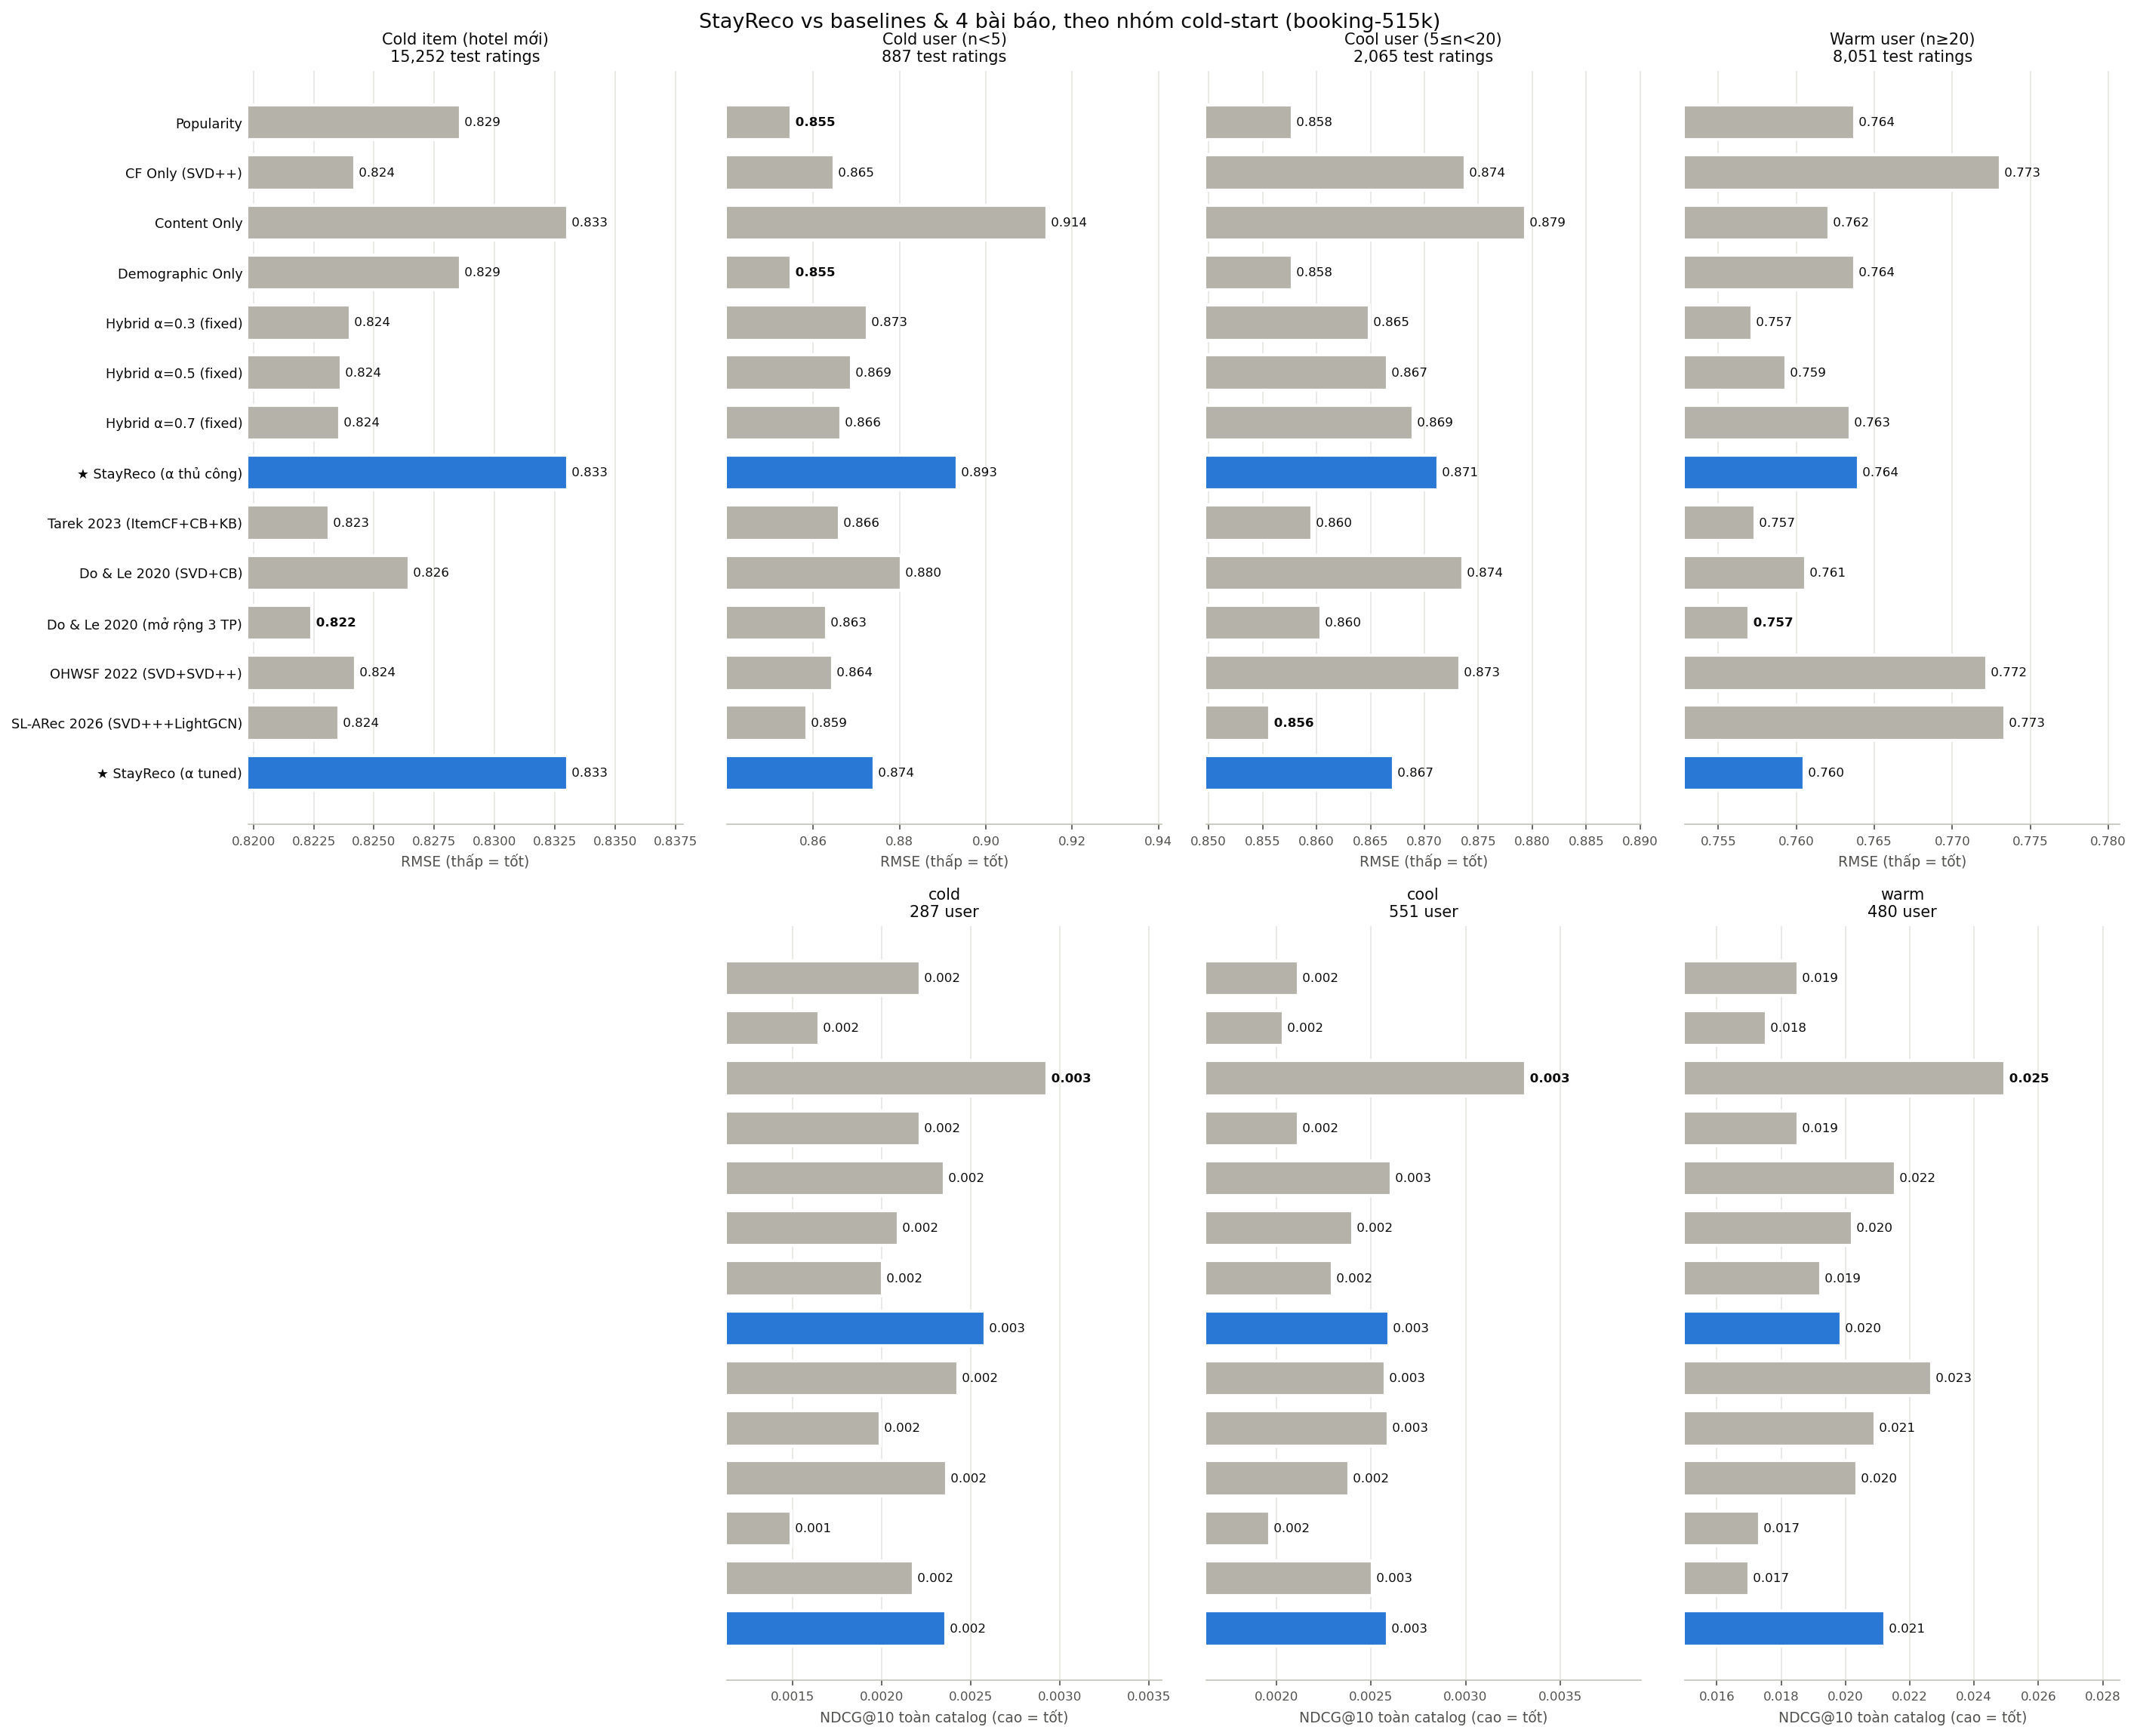 StayReco vs baselines & 4 bài báo, theo nhóm cold-start (booking-515k)
Cold item (hotel mới)
15,252 test ratings
Popularity 0.829
CF Only (SVD++) 0.824
Content Only 0.833
Demographic Only 0.829
Hybrid α=0.3 (fixed) 0.824
Hybrid α=0.5 (fixed) 0.824
Hybrid α=0.7 (fixed) 0.824
★ StayReco (α thủ công) 0.833
Tarek 2023 (ItemCF+CB+KB) 0.823
Do & Le 2020 (SVD+CB) 0.826
Do & Le 2020 (mở rộng 3 TP) 0.822
OHWSF 2022 (SVD+SVD++) 0.824
SL-ARec 2026 (SVD+++LightGCN) 0.824
★ StayReco (α tuned) 0.833
0.8200 0.8225 0.8250 0.8275 0.8300 0.8325 0.8350 0.8375
RMSE (thấp = tốt)
Cold user (n<5)
887 test ratings
0.855
0.865
0.914
0.855
0.873
0.869
0.866
0.893
0.866
0.880
0.863
0.864
0.859
0.874
0.86 0.88 0.90 0.92 0.94
RMSE (thấp = tốt)
Cool user (5≤n<20)
2,065 test ratings
0.858
0.874
0.879
0.858
0.865
0.867
0.869
0.871
0.860
0.874
0.860
0.873
0.856
0.867
0.850 0.855 0.860 0.865 0.870 0.875 0.880 0.885 0.890
RMSE (thấp = tốt)
Warm user (n≥20)
8,051 test ratings
0.764
0.773
0.762
0.764
0.757
0.759
0.763
0.764
0.757
0.761
0.757
0.772
0.773
0.760
0.755 0.760 0.765 0.770 0.775 0.780
RMSE (thấp = tốt)
cold
287 user
0.002
0.002
0.003
0.002
0.002
0.002
0.002
0.003
0.002
0.002
0.002
0.001
0.002
0.002
0.0015 0.0020 0.0025 0.0030 0.0035
NDCG@10 toàn catalog (cao = tốt)
cool
551 user
0.002
0.002
0.003
0.002
0.003
0.002
0.002
0.003
0.003
0.003
0.002
0.002
0.003
0.003
0.0020 0.0025 0.0030 0.0035
NDCG@10 toàn catalog (cao = tốt)
warm
480 user
0.019
0.018
0.025
0.019
0.022
0.020
0.019
0.020
0.023
0.021
0.020
0.017
0.017
0.021
0.016 0.018 0.020 0.022 0.024 0.026 0.028
NDCG@10 toàn catalog (cao = tốt)